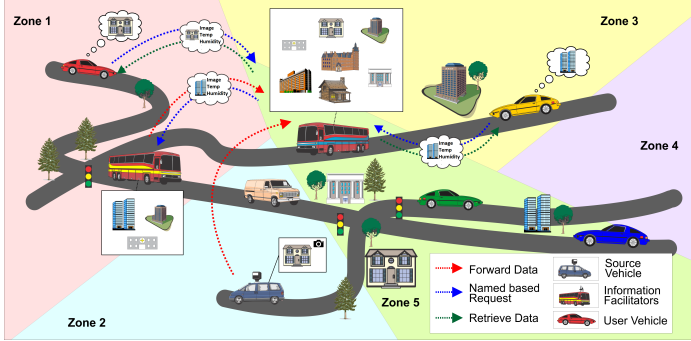 Zone 1
Zone 3
Image
Temp
Humidity
Image
Temp
Humidity
Image
Temp
Humidity
Zone 4
Zone 2
Zone 5
Forward Data
Named based
Request
Retrieve Data
Source
Vehicle
Information
Facilitators
User Vehicle